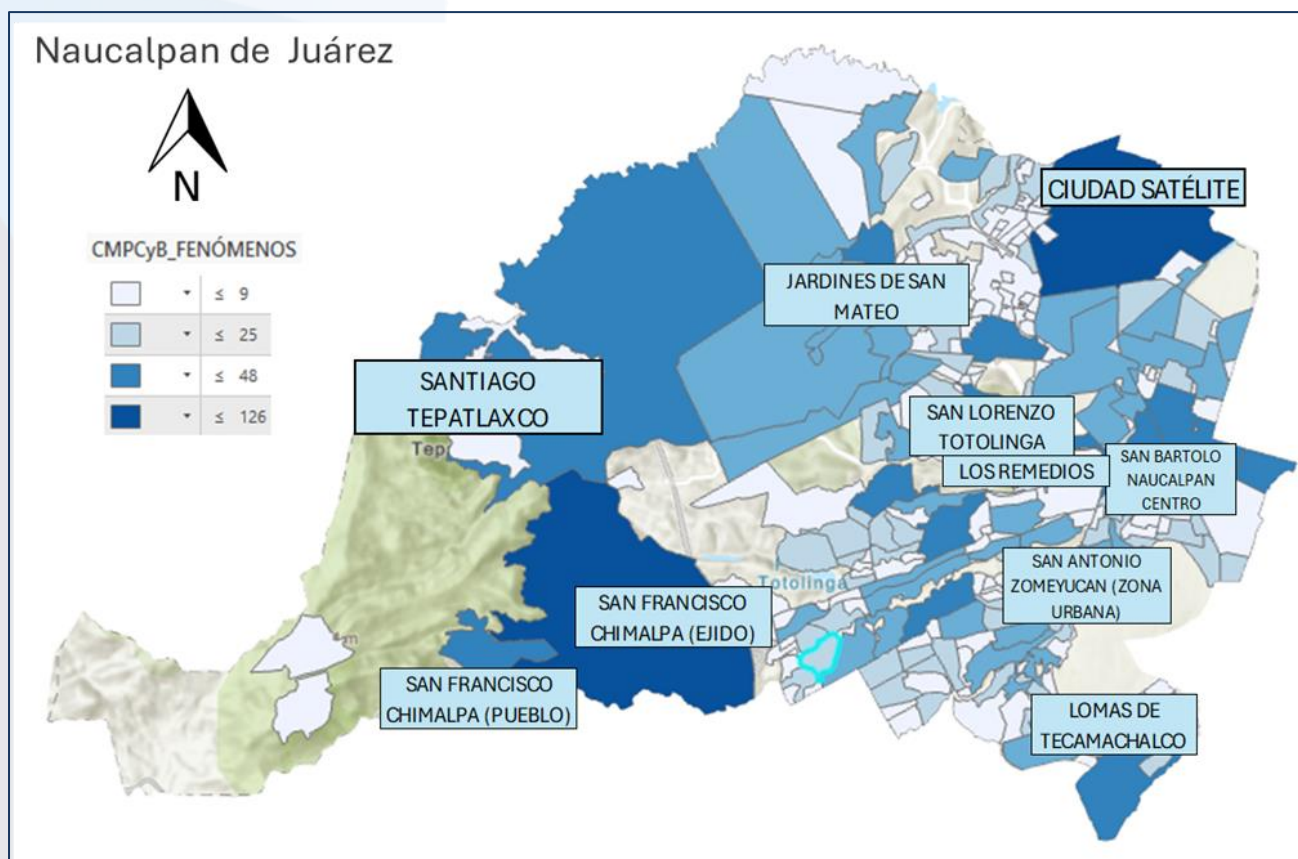 Naucalpan de Juárez
N
CMPCyB_FENÓMENOS
≤ 9
≤ 25
≤ 48
≤ 126
CIUDAD SATÉLITE
JARDINES DE SAN
MATEO
SANTIAGO
TEPATLAXCO
Tep
SAN LORENZO
TOTOLINGA
LOS REMEDIOS
SAN BARTOLO
NAUCALPAN
CENTRO
Totolinga
SAN ANTONIO
ZOMEYUCAN (ZONA
URBANA)
SAN FRANCISCO
CHIMALPA (EJIDO)
SAN FRANCISCO
CHIMALPA (PUEBLO)
LOMAS DE
TECAMACHALCO